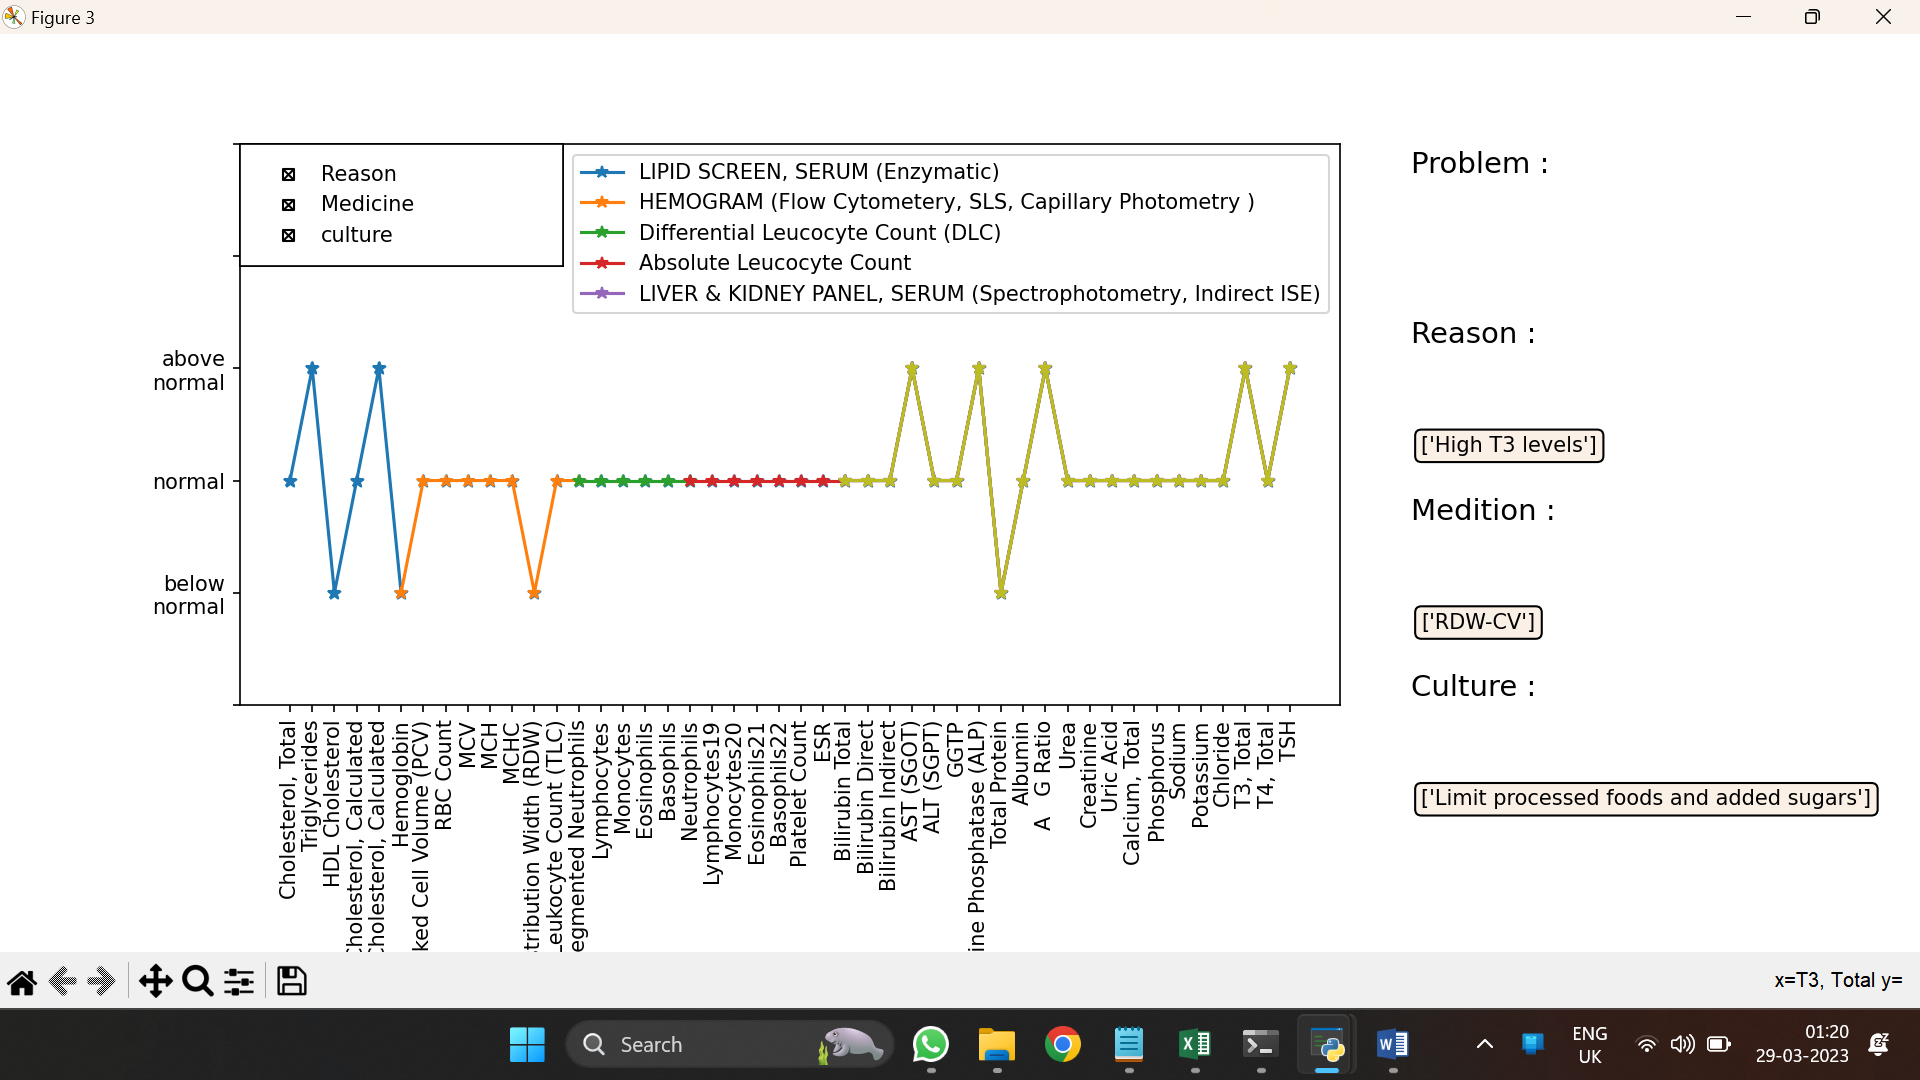 Figure 3
Reason
Medicine
culture
LIPID SCREEN, SERUM (Enzymatic)
HEMOGRAM (Flow Cytometery, SLS, Capillary Photometry )
Differential Leucocyte Count (DLC)
Absolute Leucocyte Count
LIVER & KIDNEY PANEL, SERUM (Spectrophotometry, Indirect ISE)
above
normal
normal
below
normal
Cholesterol, Total
Triglycerides
HDL Cholesterol
Cholesterol, Calculated
Cholesterol, Calculated
Hemoglobin
ked Cell Volume (PCV)
RBC Count
MCV
MCH
MCHC
tribution Width (RDW)
Leukocyte Count (TLC)
egmented Neutrophils
Lymphocytes
Monocytes
Eosinophils
Basophils
Neutrophils
Lymphocytes19
Monocytes20
Eosinophils21
Basophils22
Platelet Count
ESR
Bilirubin Total
Bilirubin Direct
Bilirubin Indirect
AST (SGOT)
ALT (SGPT)
GGTP
ine Phosphatase (ALP)
Total Protein
Albumin
A G Ratio
Urea
Creatinine
Uric Acid
Calcium, Total
Phosphorus
Sodium
Potassium
Chloride
T3, Total
T4, Total
TSH
Problem :
Reason :
['High T3 levels']
Medition :
['RDW-CV']
Culture :
['Limit processed foods and added sugars']
x=T3, Total y=
Search
ENG
UK
01:20
29-03-2023